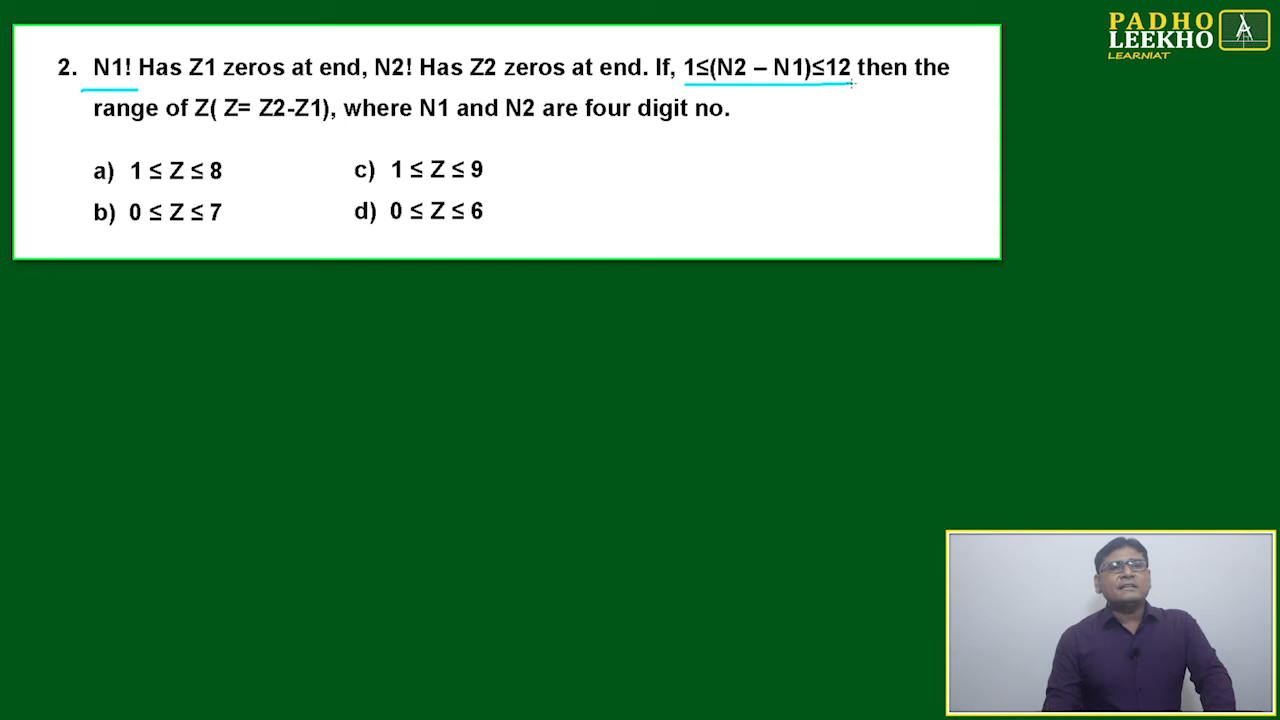 PADHO
LEEKHO
LEARNIAT
2. N1! Has Z1 zeros at end, N2! Has Z2 zeros at end. If, 1≤(N2 – N1)≤12 then the
range of Z( Z= Z2-Z1), where N1 and N2 are four digit no.
a) 1 ≤ Z ≤ 8 c) 1 ≤ Z ≤ 9
b) 0 ≤ Z ≤ 7 d) 0 ≤ Z ≤ 6